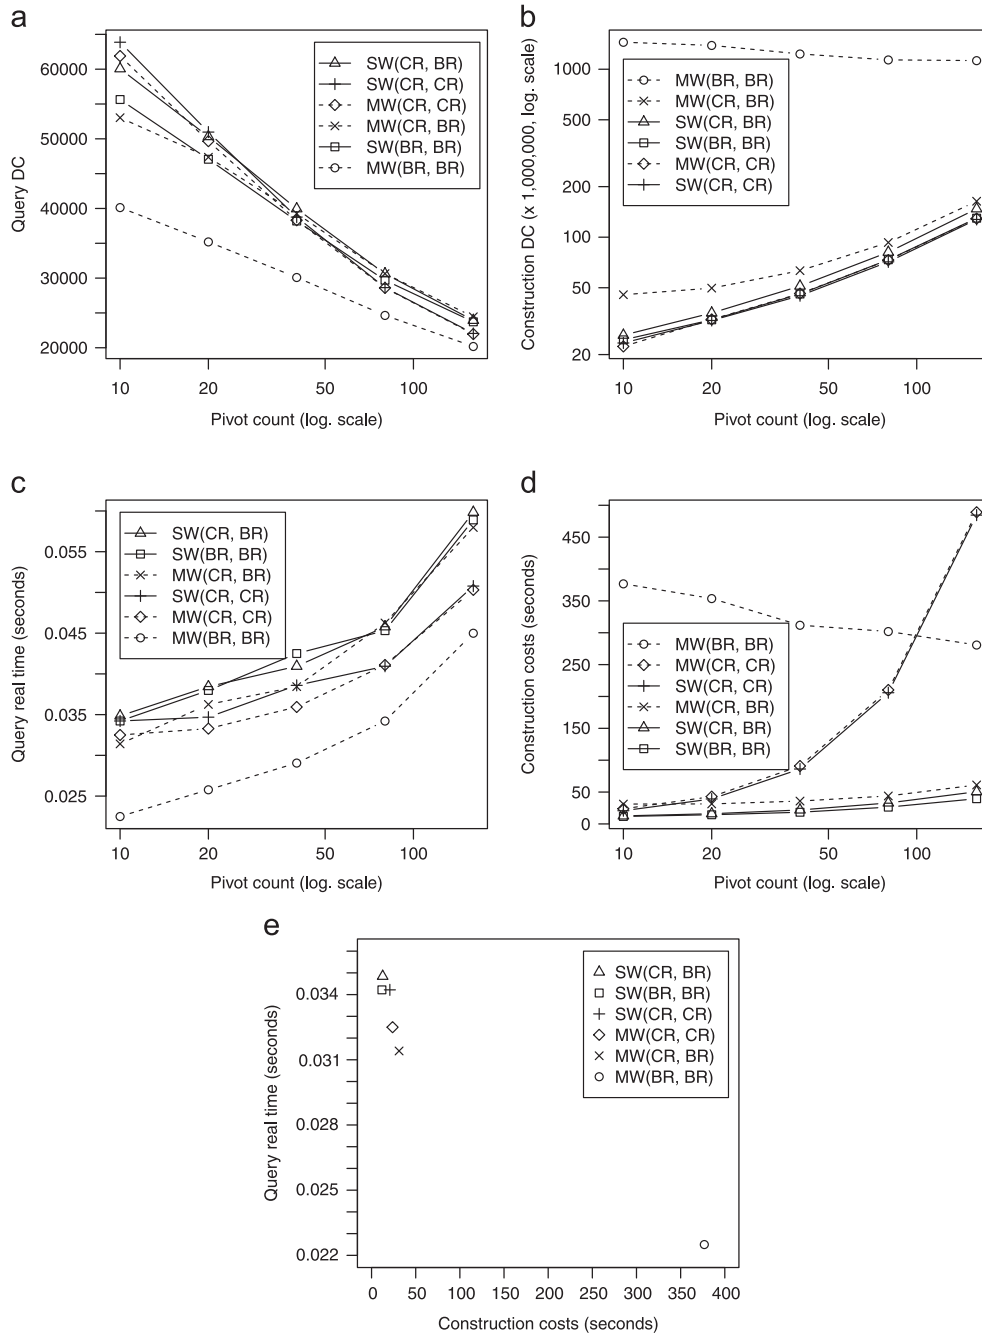 a
Query DC
60000
50000
40000
30000
20000
SW(CR, BR)
SW(CR, CR)
MW(CR, CR)
MW(CR, BR)
SW(BR, BR)
MW(BR, BR)
10 20 50 100
Pivot count (log. scale)
b
Construction DC (x 1,000,000, log. scale)
1000
500
200
100
50
20
MW(BR, BR)
MW(CR, BR)
SW(CR, BR)
SW(BR, BR)
MW(CR, CR)
SW(CR, CR)
10 20 50 100
Pivot count (log. scale)
c
Query real time (seconds)
0.055
0.045
0.035
0.025
SW(CR, BR)
SW(BR, BR)
MW(CR, BR)
SW(CR, CR)
MW(CR, CR)
MW(BR, BR)
10 20 50 100
Pivot count (log. scale)
d
Construction costs (seconds)
450
350
250
150
50
0
MW(BR, BR)
MW(CR, CR)
SW(CR, CR)
MW(CR, BR)
SW(CR, BR)
SW(BR, BR)
10 20 50 100
Pivot count (log. scale)
e
Query real time (seconds)
0.034
0.031
0.028
0.025
0.022
SW(CR, BR)
SW(BR, BR)
SW(CR, CR)
MW(CR, CR)
MW(CR, BR)
MW(BR, BR)
0 50 100 150 200 250 300 350 400
Construction costs (seconds)